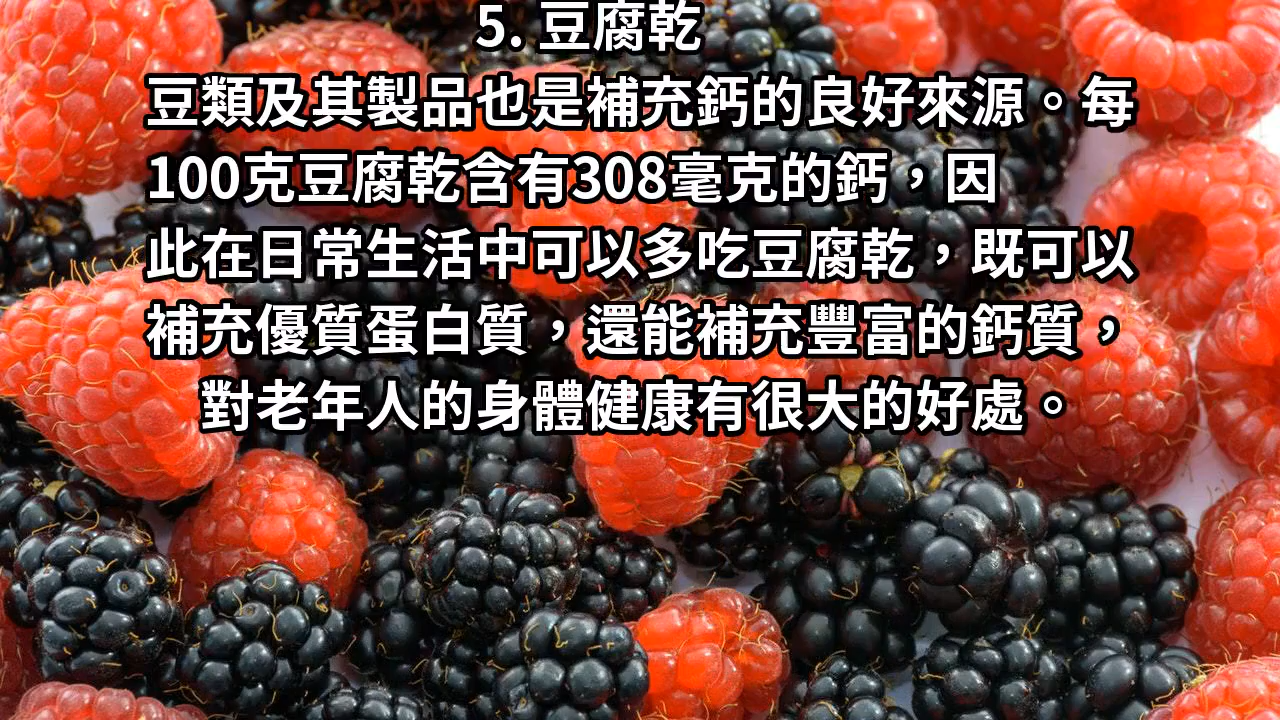 5. 豆腐乾
豆類及其製品也是補充鈣的良好來源。每
100克豆腐乾含有308毫克的鈣，因
此在日常生活中可以多吃豆腐乾，既可以
補充優質蛋白質，還能補充豐富的鈣質，
對老年人的身體健康有很大的好處。